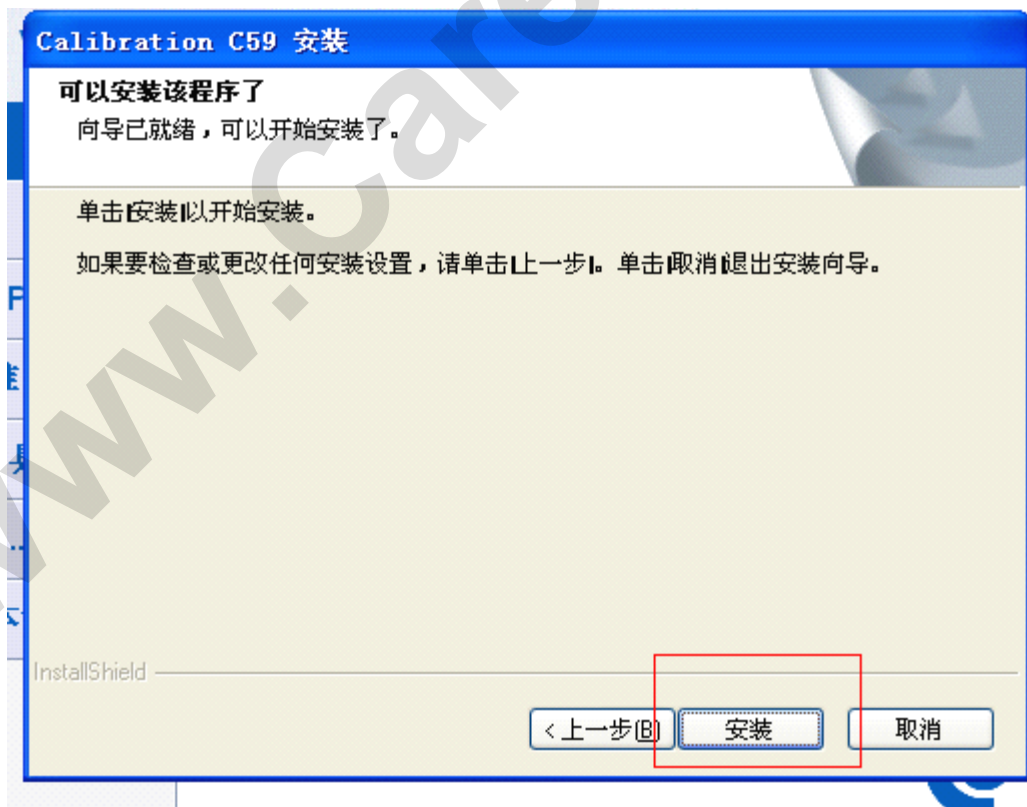 Calibration C59 安装
可以安装该程序了
向导已就绪，可以开始安装了。
单击[安装]以开始安装。
如果要检查或更改任何安装设置，请单击[上一步]。单击[取消]退出安装向导。
InstallShield
< 上一步(B)
安装
取消
www.Care